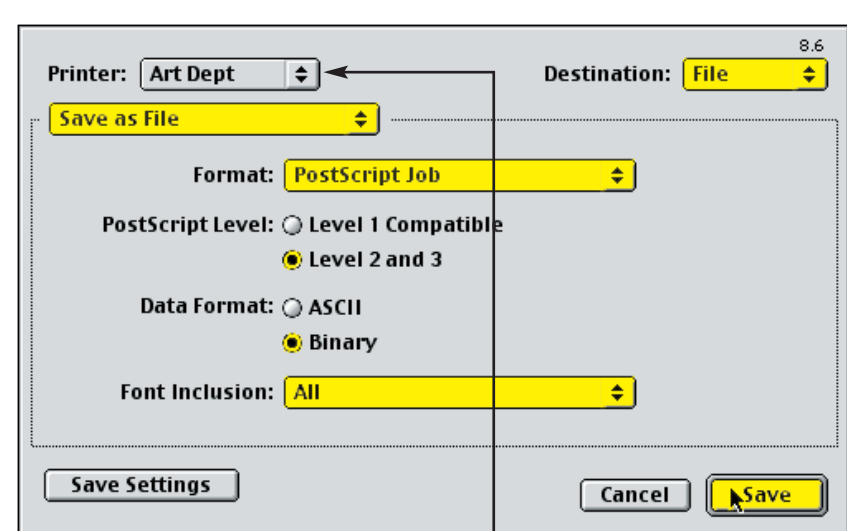 8.6
Printer: Art Dept Destination: File
Save as File
Format: PostScript Job
PostScript Level: Level 1 Compatible
Level 2 and 3
Data Format: ASCII
Binary
Font Inclusion: All
Save Settings Cancel Save